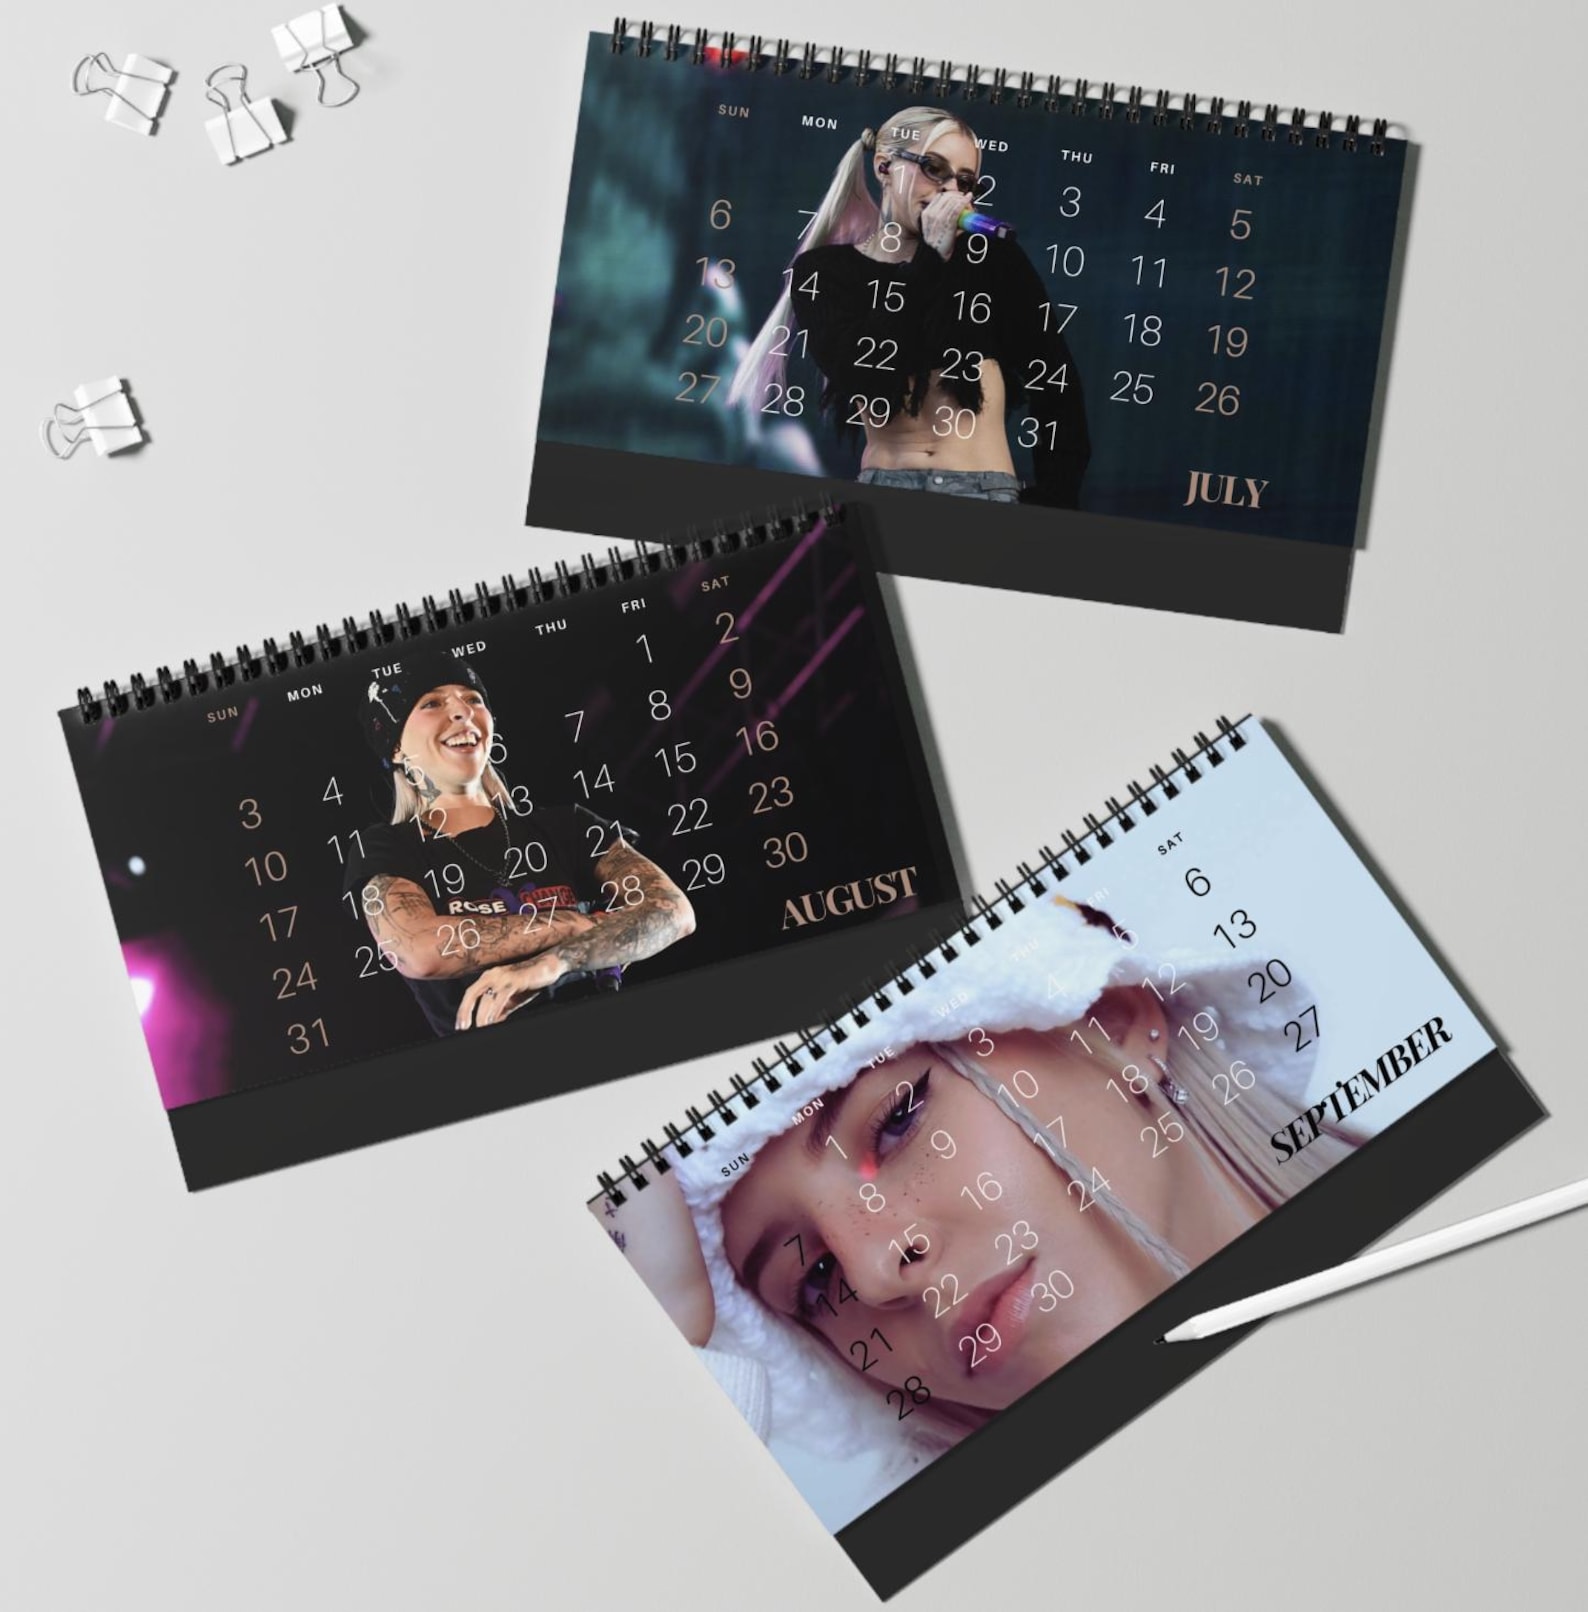 SUN MON TUE WED THU FRI SAT
1 2 3 4 5
6 7 8 9 10 11 12
13 14 15 16 17 18 19
20 21 22 23 24 25 26
27 28 29 30 31
JULY
SUN MON TUE WED THU FRI SAT
1 2
3 4 5 6 7 8 9
10 11 12 13 14 15 16
17 18 19 20 21 22 23
24 25 26 27 28 29 30
31
AUGUST
ROSE
SUN MON TUE WED THU FRI SAT
1 2 3 4 5 6
7 8 9 10 11 12 13
14 15 16 17 18 19 20
21 22 23 24 25 26 27
28 29 30
SEPTEMBER